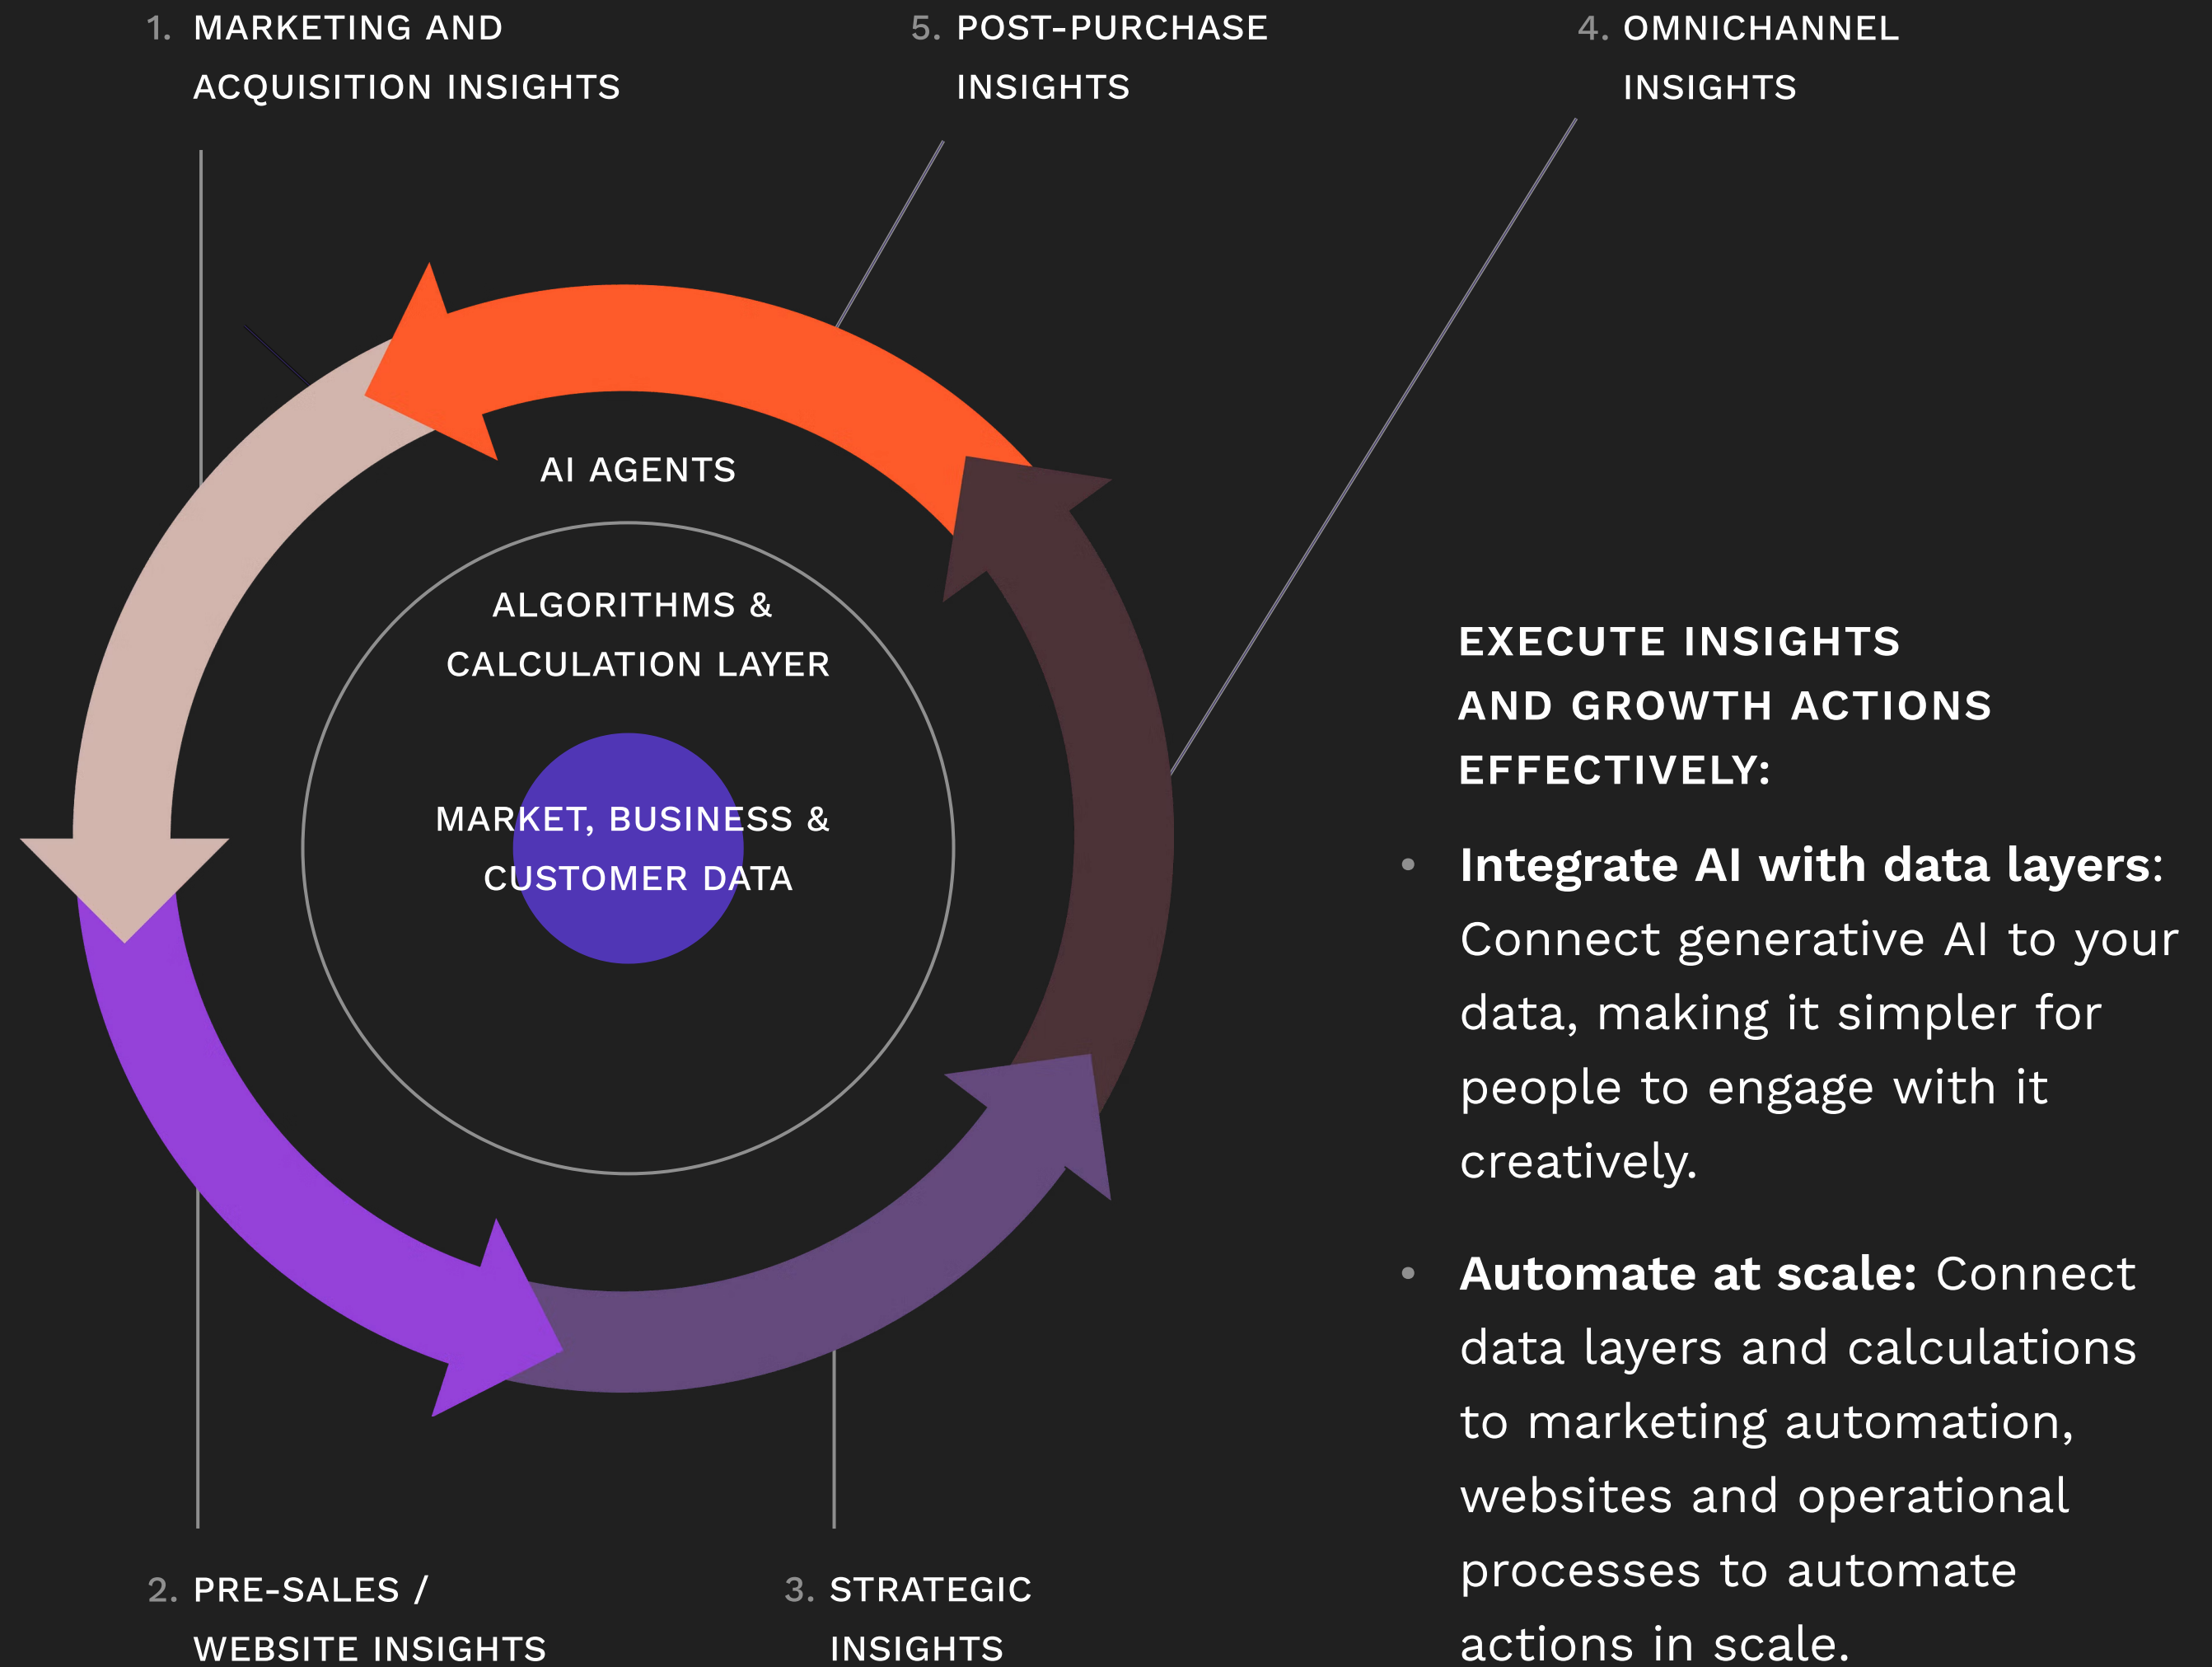 1. MARKETING AND
ACQUISITION INSIGHTS
5. POST-PURCHASE
INSIGHTS
4. OMNICHANNEL
INSIGHTS
AI AGENTS
ALGORITHMS &
CALCULATION LAYER
MARKET, BUSINESS &
CUSTOMER DATA
2. PRE-SALES /
WEBSITE INSIGHTS
3. STRATEGIC
INSIGHTS
EXECUTE INSIGHTS
AND GROWTH ACTIONS
EFFECTIVELY:
• Integrate AI with data layers:
Connect generative AI to your
data, making it simpler for
people to engage with it
creatively.
• Automate at scale: Connect
data layers and calculations
to marketing automation,
websites and operational
processes to automate
actions in scale.